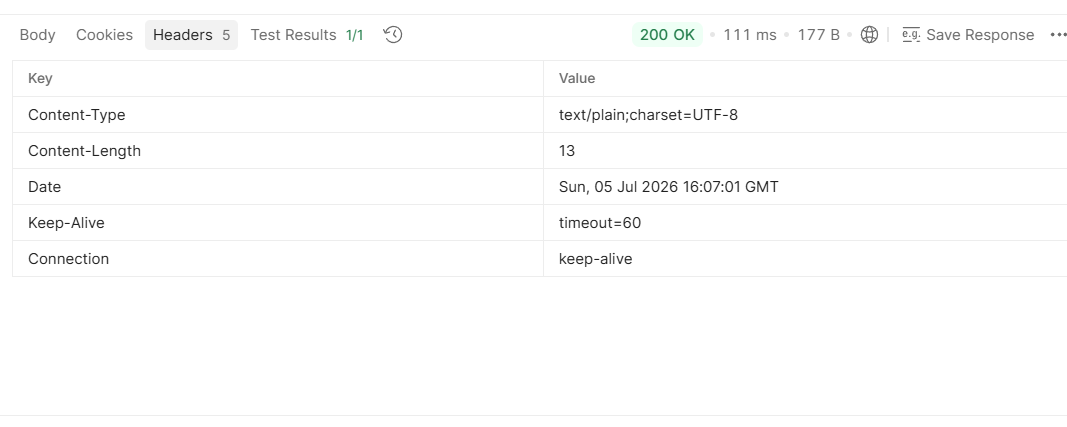 Body Cookies Headers 5 Test Results 1/1 200 OK • 111 ms • 177 B • e.g. Save Response •••
Key Value
Content-Type text/plain;charset=UTF-8
Content-Length 13
Date Sun, 05 Jul 2026 16:07:01 GMT
Keep-Alive timeout=60
Connection keep-alive